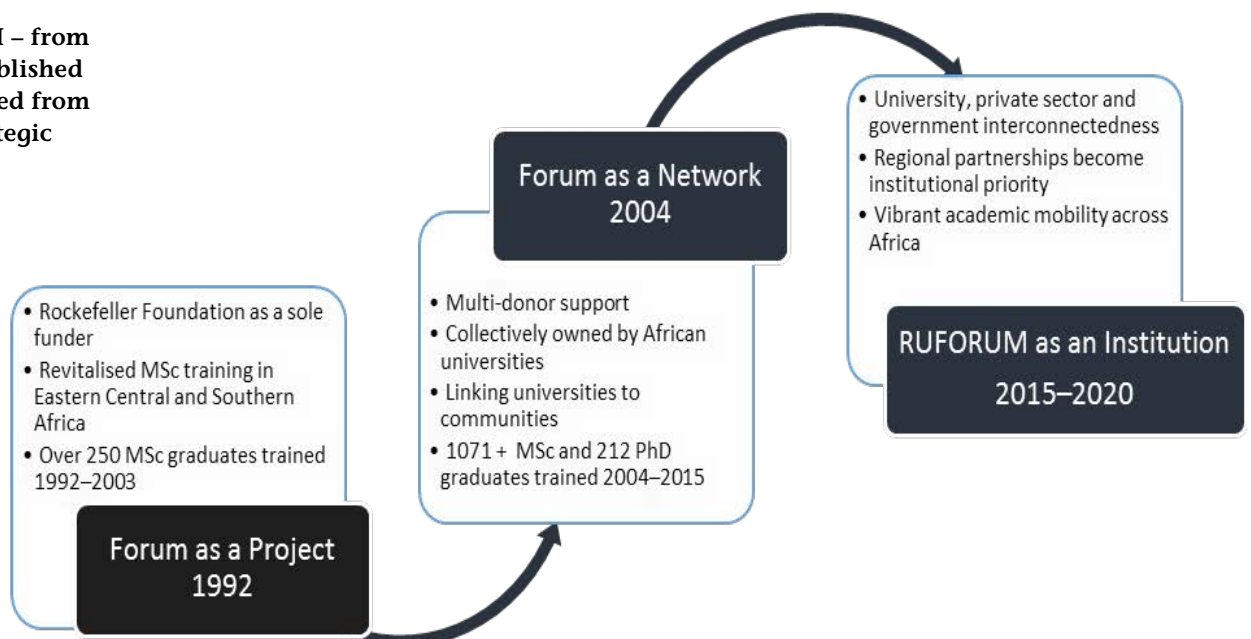 – from
blished
ed from
tegic
• Rockefeller Foundation as a sole
funder
• Revitalised MSc training in
Eastern Central and Southern
Africa
• Over 250 MSc graduates trained
1992–2003
Forum as a Project
1992
Forum as a Network
2004
• Multi-donor support
• Collectively owned by African
universities
• Linking universities to
communities
• 1071 + MSc and 212 PhD
graduates trained 2004–2015
• University, private sector and
government interconnectedness
• Regional partnerships become
institutional priority
• Vibrant academic mobility across
Africa
RUFORUM as an Institution
2015–2020